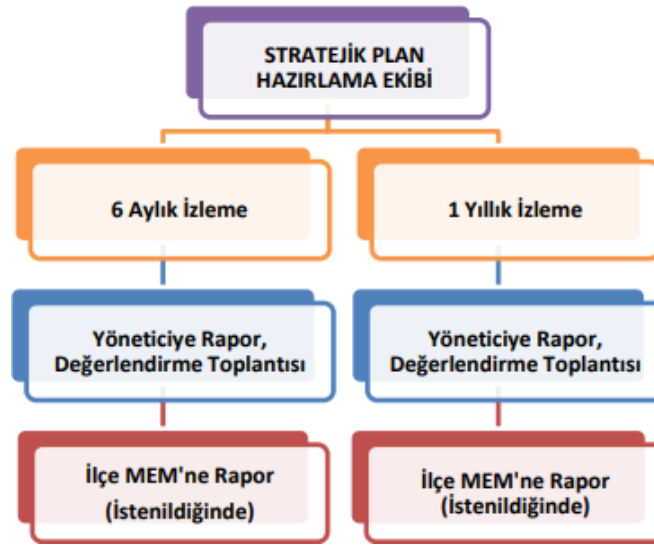 STRATEJİK PLAN
HAZIRLAMA EKİBİ
6 Aylık İzleme
1 Yıllık İzleme
Yöneticiye Rapor,
Değerlendirme Toplantısı
Yöneticiye Rapor,
Değerlendirme Toplantısı
İlçe MEM'ne Rapor
(İstenildiğinde)
İlçe MEM'ne Rapor
(İstenildiğinde)